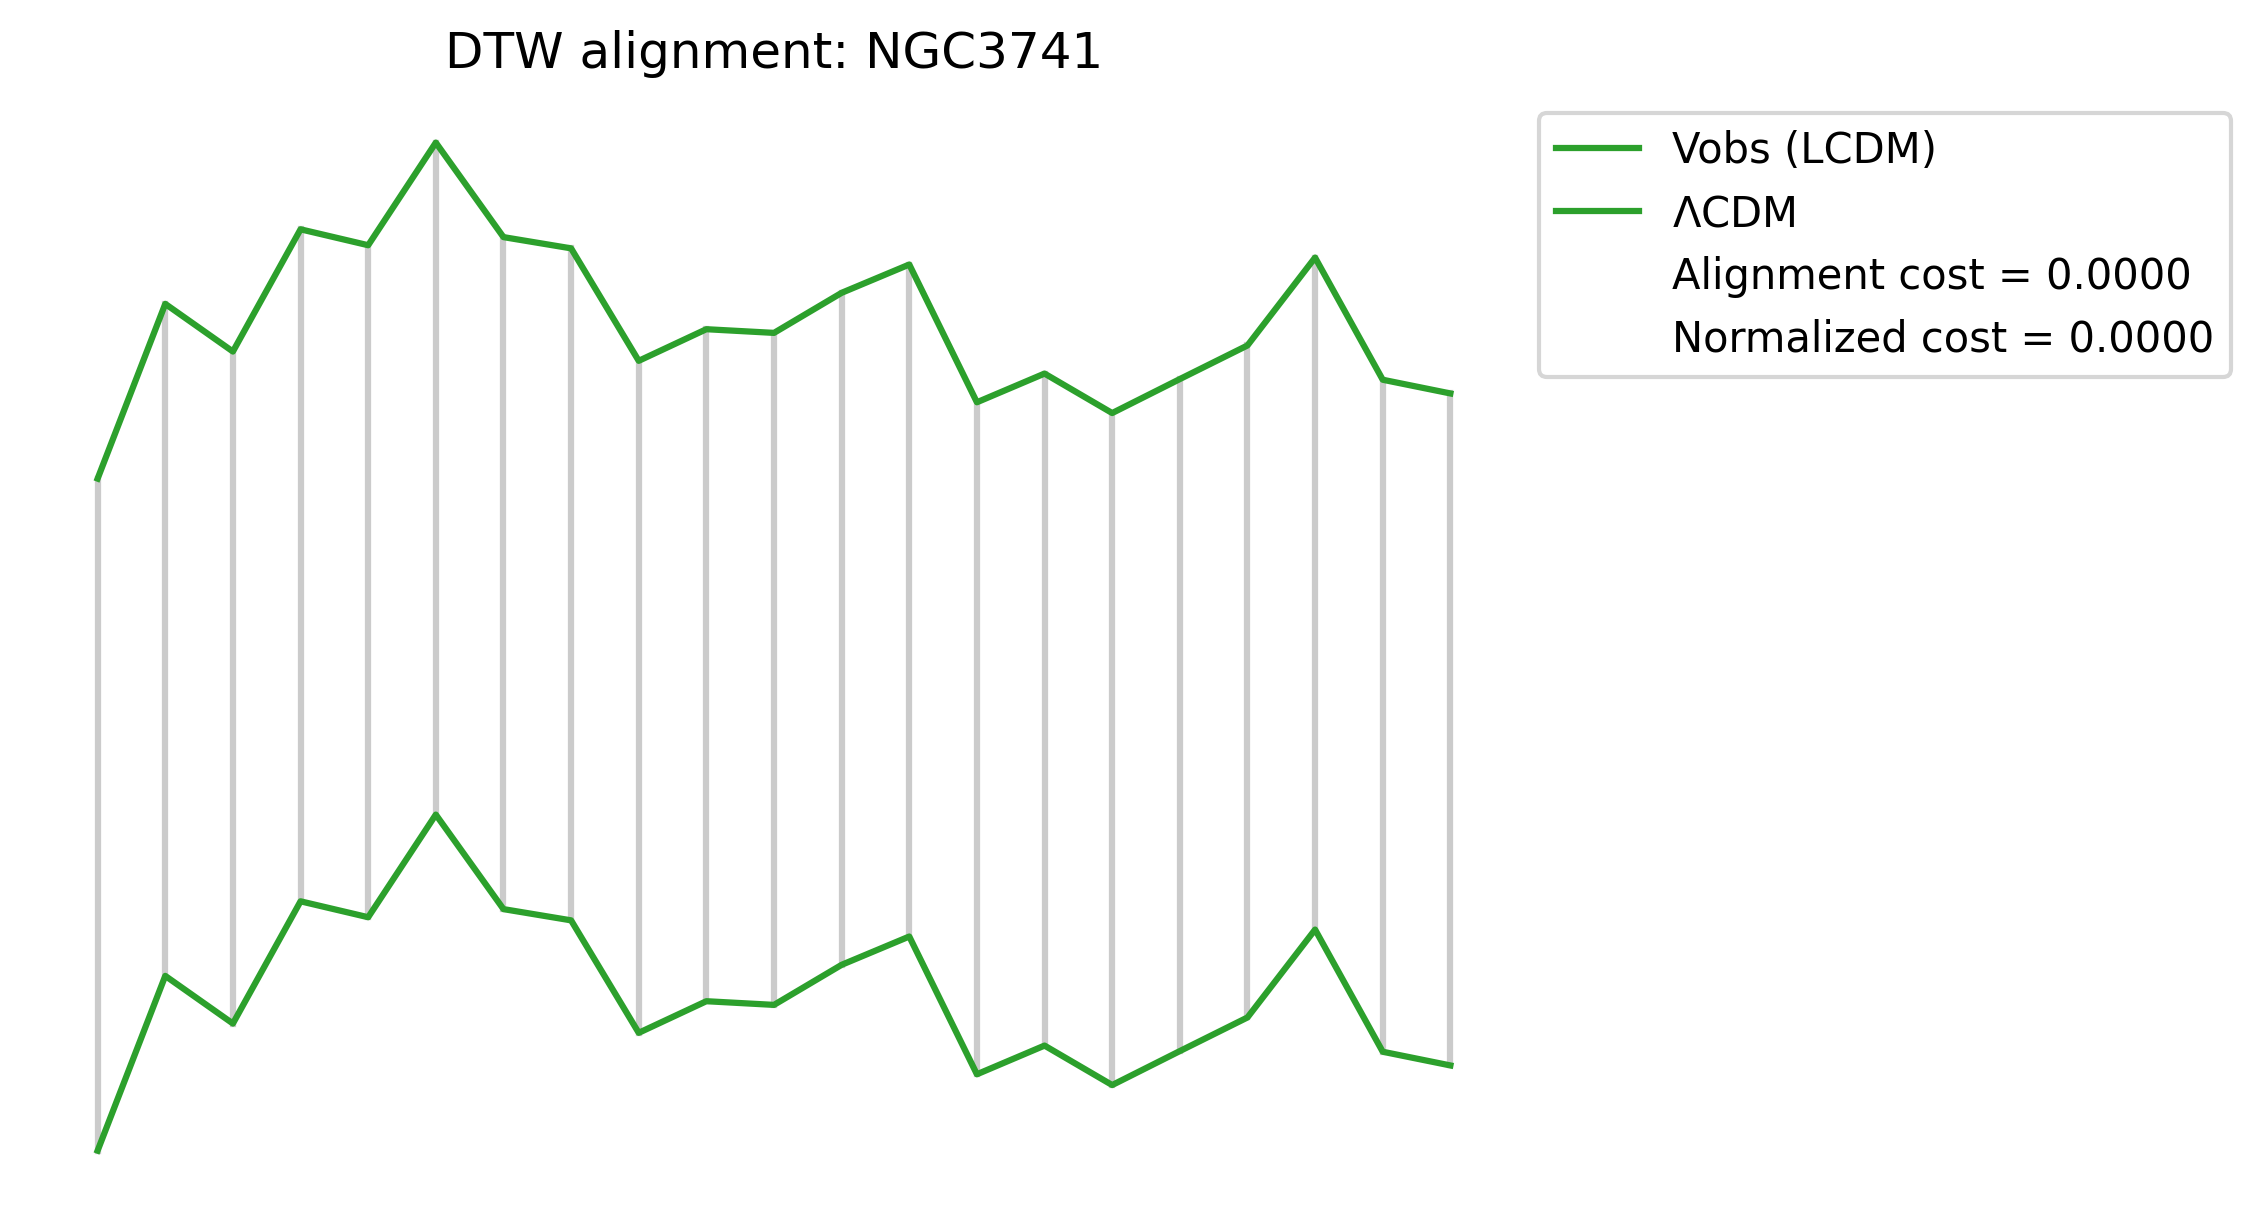 DTW alignment: NGC3741
Vobs (LCDM)
ΛCDM
Alignment cost = 0.0000
Normalized cost = 0.0000